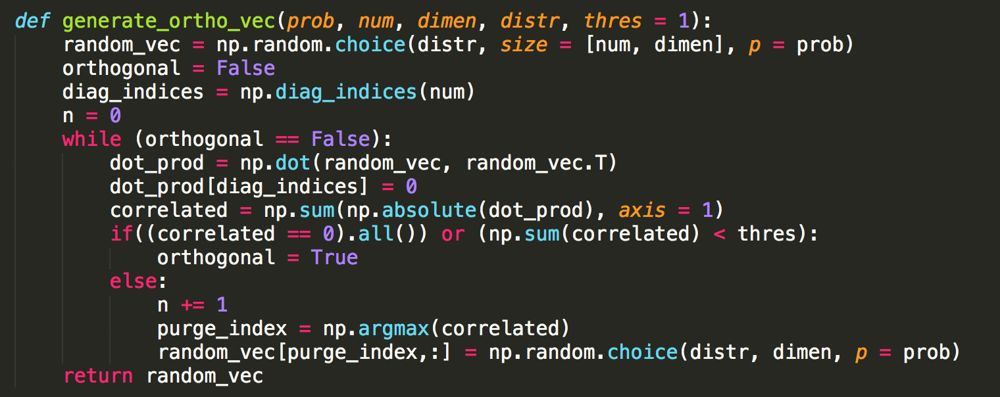 def generate_ortho_vec(prob, num, dimen, distr, thres = 1):
    random_vec = np.random.choice(distr, size = [num, dimen], p = prob)
    orthogonal = False
    diag_indices = np.diag_indices(num)
    n = 0
    while (orthogonal == False):
        dot_prod = np.dot(random_vec, random_vec.T)
        dot_prod[diag_indices] = 0
        correlated = np.sum(np.absolute(dot_prod), axis = 1)
        if((correlated == 0).all()) or (np.sum(correlated) < thres):
            orthogonal = True
        else:
            n += 1
            purge_index = np.argmax(correlated)
            random_vec[purge_index,:] = np.random.choice(distr, dimen, p = prob)
    return random_vec